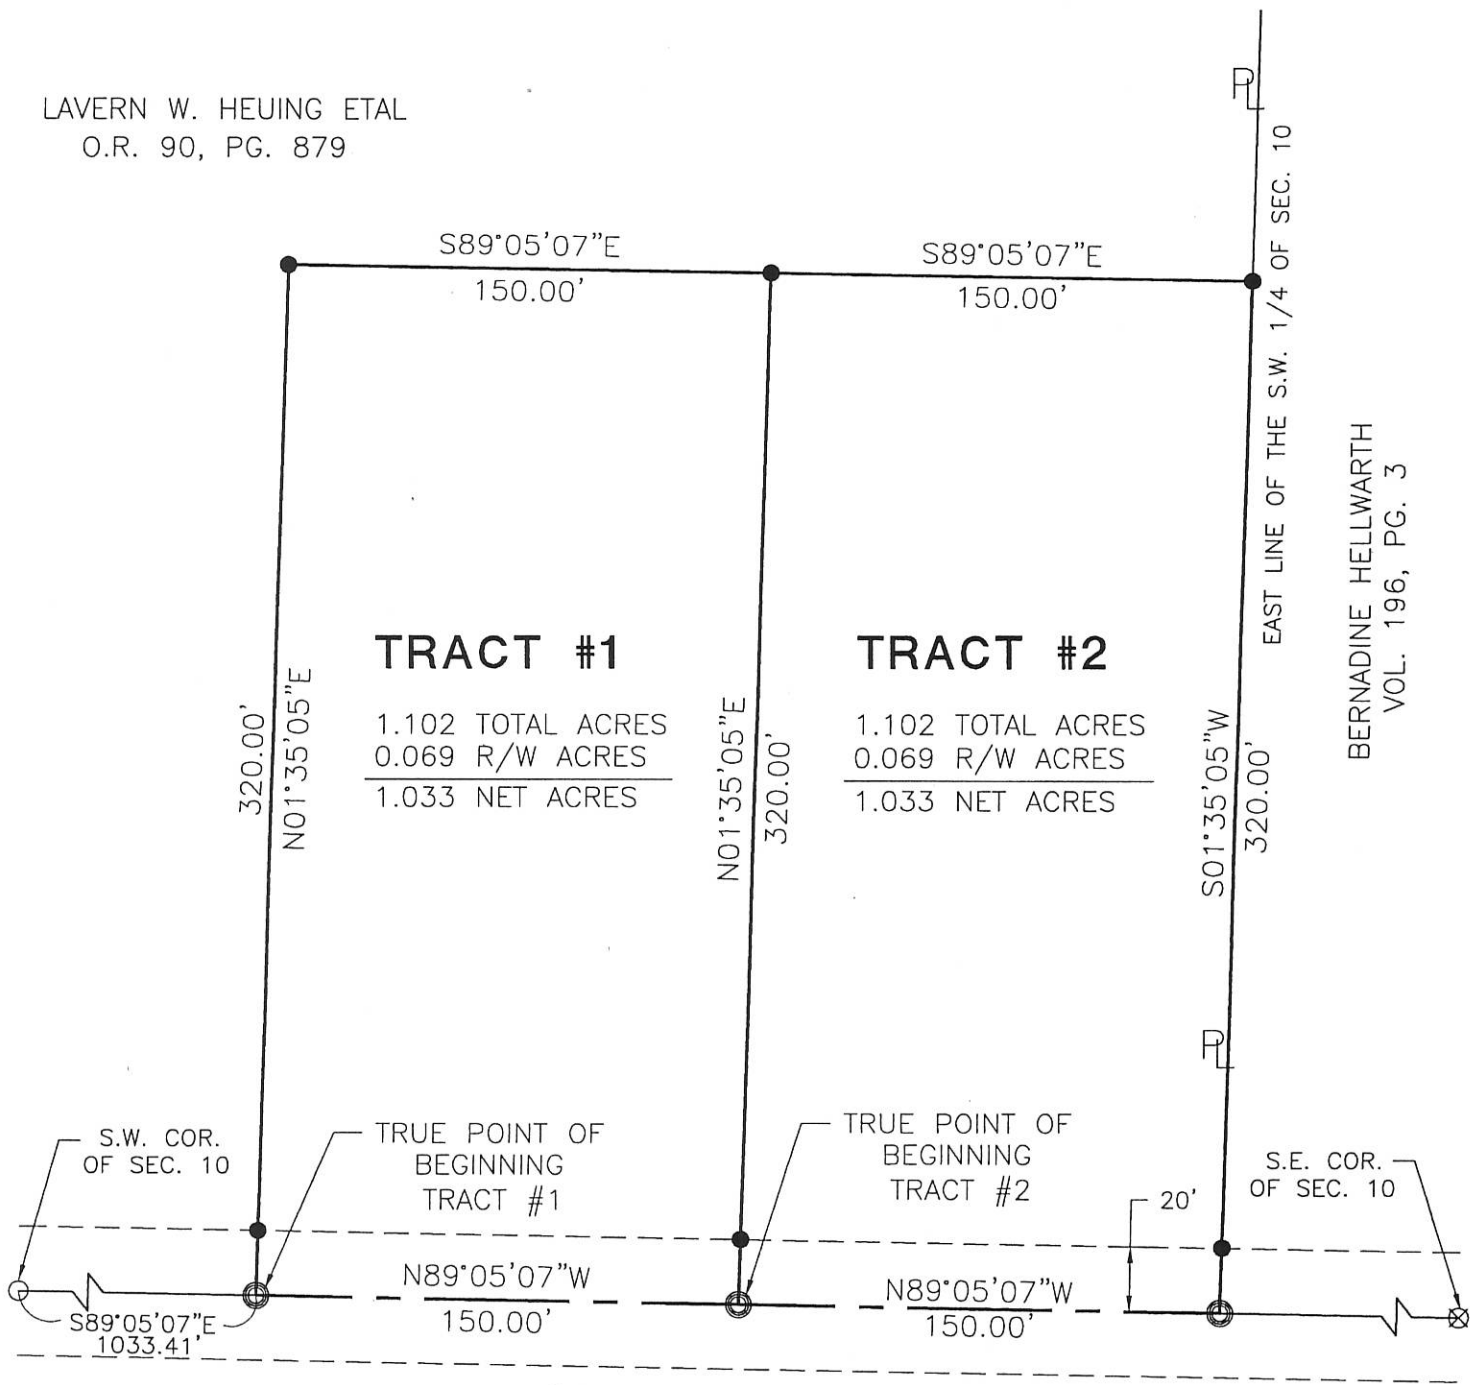 LAVERN W. HEUING ETAL
O.R. 90, PG. 879
PL
EAST LINE OF THE S.W. 1/4 OF SEC. 10
S89°05'07"E
150.00'
S89°05'07"E
150.00'
BERNADINE HELLWARTH
VOL. 196, PG. 3
TRACT #1
1.102 TOTAL ACRES
0.069 R/W ACRES
1.033 NET ACRES
TRACT #2
1.102 TOTAL ACRES
0.069 R/W ACRES
1.033 NET ACRES
320.00'
N01°35'05"E
N01°35'05"E
320.00'
S01°35'05"W
320.00'
PL
S.W. COR.
OF SEC. 10
TRUE POINT OF
BEGINNING
TRACT #1
TRUE POINT OF
BEGINNING
TRACT #2
20'
S.E. COR.
OF SEC. 10
S89°05'07"E
1033.41'
N89°05'07"W
150.00'
N89°05'07"W
150.00'